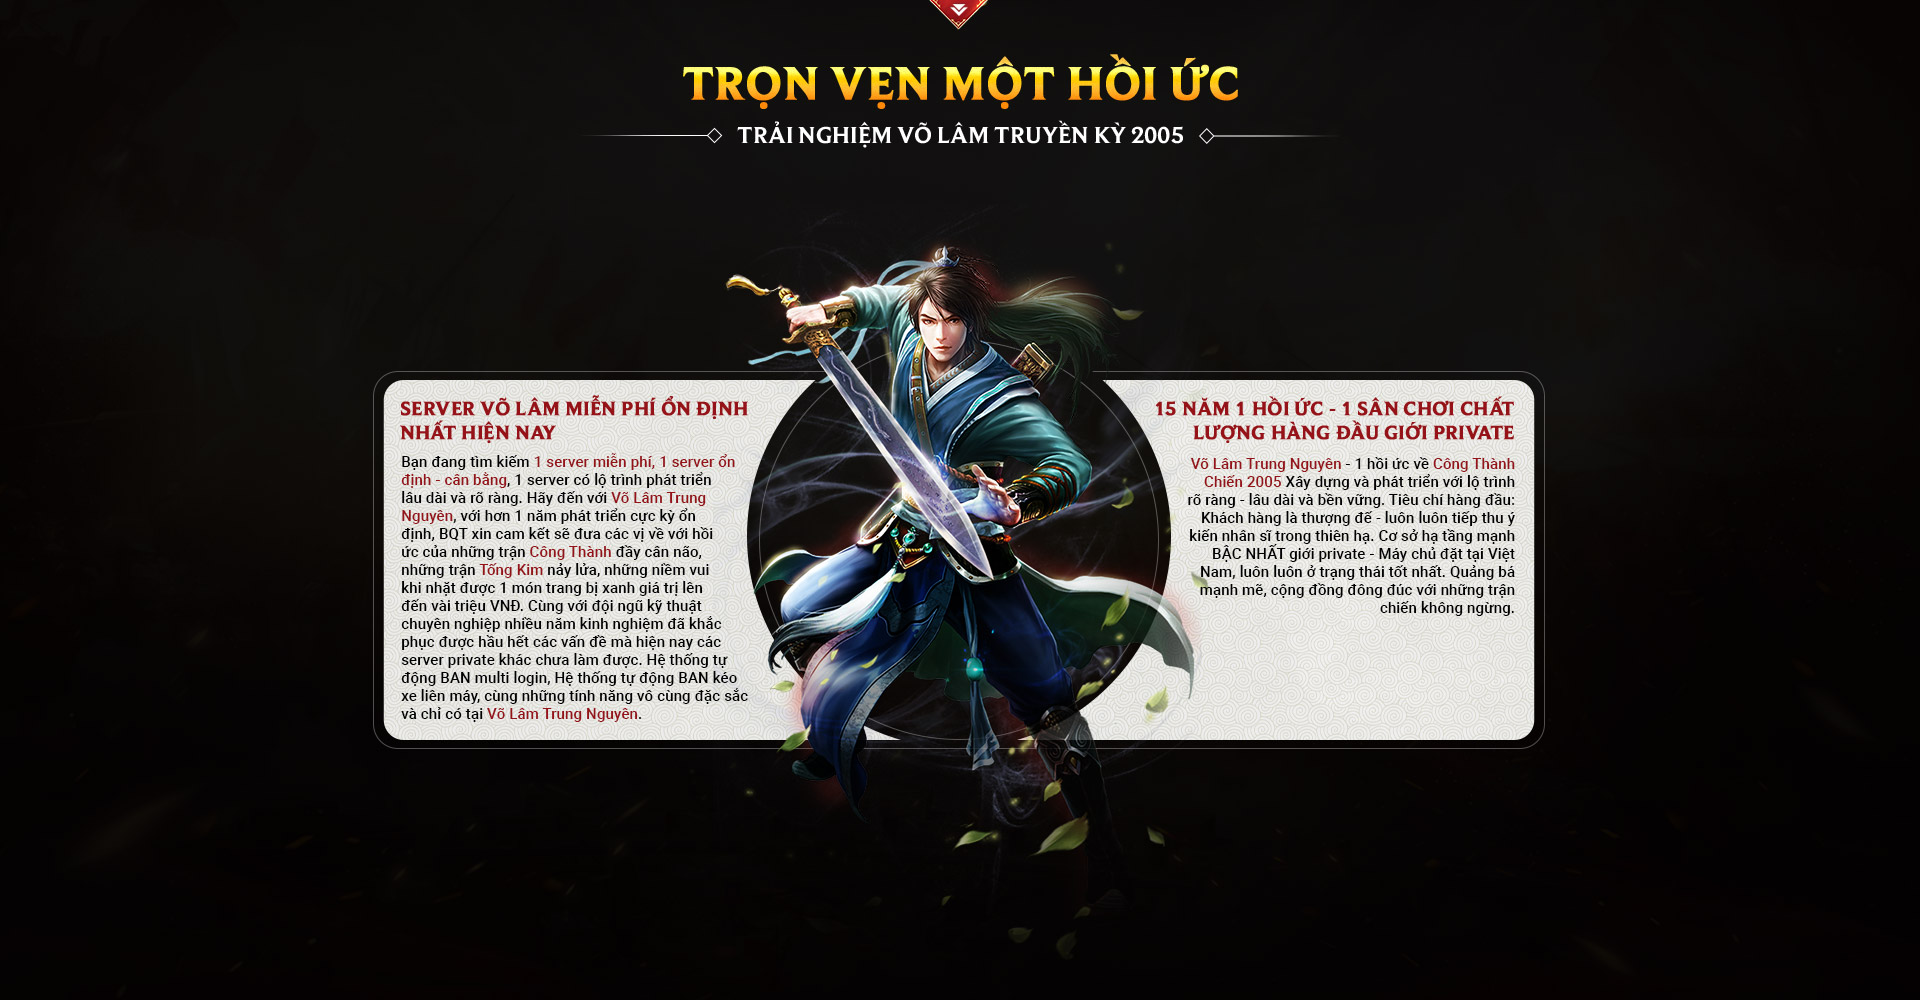 TRỌN VẸN MỘT HỒI ỨC
TRẢI NGHIỆM VÕ LÂM TRUYỀN KỲ 2005
SERVER VÕ LÂM MIỄN PHÍ ỔN ĐỊNH
NHẤT HIỆN NAY
Bạn đang tìm kiếm 1 server miễn phí, 1 server ổn
định - cân bằng, 1 server có lộ trình phát triển
lâu dài và rõ ràng. Hãy đến với Võ Lâm Trung
Nguyên, với hơn 1 năm phát triển cực kỳ ổn
định, BQT xin cam kết sẽ đưa các vị về với hồi
ức của những trận Công Thành đầy cân não,
những trận Tống Kim nảy lửa, những niềm vui
khi nhặt được 1 món trang bị xanh giá trị lên
đến vài triệu VNĐ. Cùng với đội ngũ kỹ thuật
chuyên nghiệp nhiều năm kinh nghiệm đã khắc
phục được hầu hết các vấn đề mà hiện nay các
server private khác chưa làm được. Hệ thống tự
động BAN multi login, Hệ thống tự động BAN kéo
xe liên máy, cùng những tính năng vô cùng đặc sắc
và chỉ có tại Võ Lâm Trung Nguyên.
15 NĂM 1 HỒI ỨC - 1 SÂN CHƠI CHẤT
LƯỢNG HÀNG ĐẦU GIỚI PRIVATE
Võ Lâm Trung Nguyên - 1 hồi ức về Công Thành
Chiến 2005 Xây dựng và phát triển với lộ trình
rõ ràng - lâu dài và bền vững. Tiêu chí hàng đầu:
Khách hàng là thượng đế - luôn luôn tiếp thu ý
kiến nhân sĩ trong thiên hạ. Cơ sở hạ tầng mạnh
BẬC NHẤT giới private - Máy chủ đặt tại Việt
Nam, luôn luôn ở trạng thái tốt nhất. Quảng bá
mạnh mẽ, cộng đồng đông đúc với những trận
chiến không ngừng.